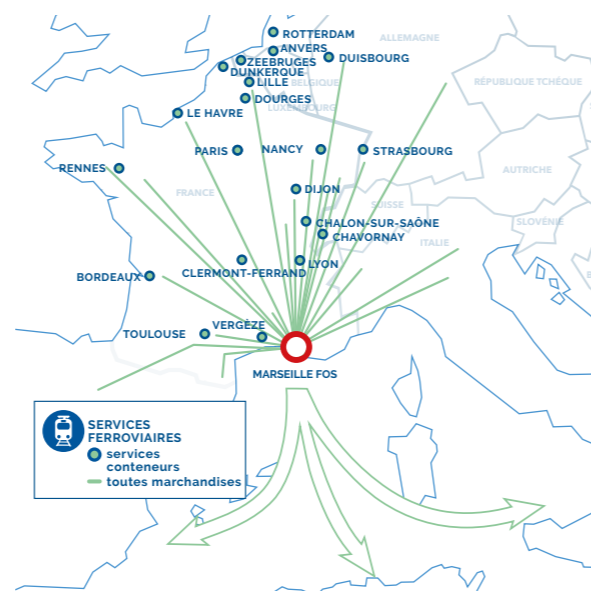 ROTTERDAM
ALLEMAGNE
ANVERS
ZEEBRUGES
DUISBOURG
DUNKERQUE
LILLE
BELGIQUE
RÉPUBLIQUE TCHÈQUE
DOURGES
LUXEMBOURG
LE HAVRE
PARIS
NANCY
STRASBOURG
RENNES
AUTRICHE
FRANCE
DIJON
SUISSE
CHALON-SUR-SAÔNE
SLOVÉNIE
CHAVORNAY
ITALIE
CLERMONT-FERRAND
LYON
BORDEAUX
VERGÈZE
TOULOUSE
MARSEILLE FOS
SERVICES
FERROVIAIRES
services
conteneurs
toutes marchandises